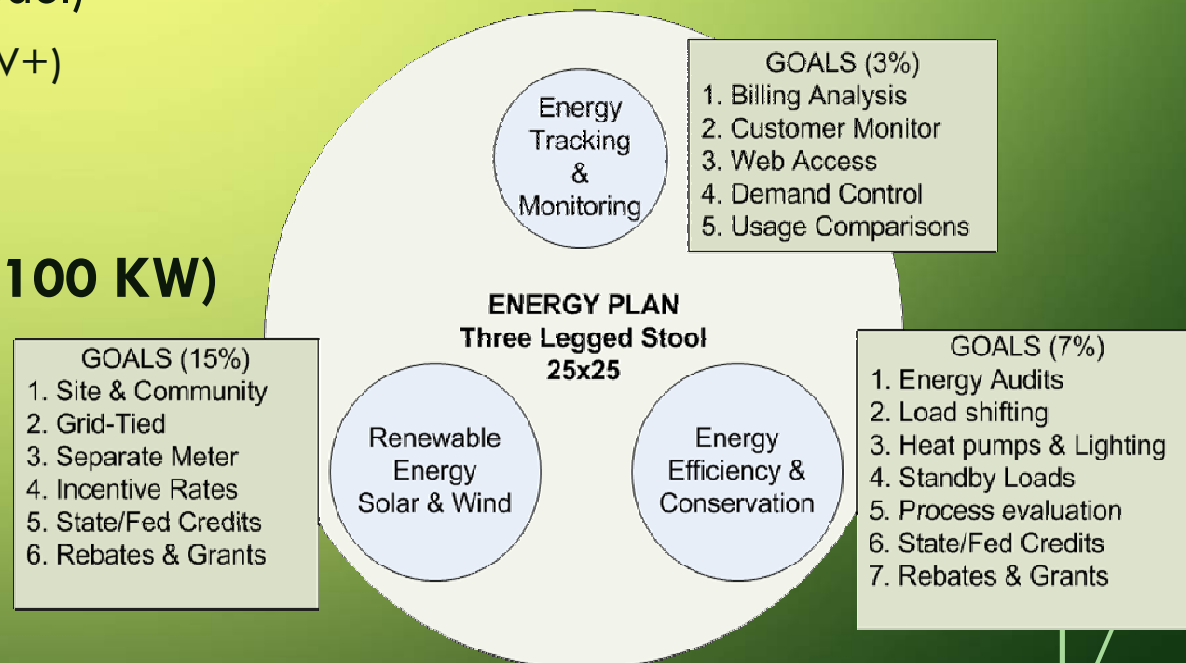 V+)
100 KW)
Energy
Tracking
&
Monitoring
GOALS (3%)
1. Billing Analysis
2. Customer Monitor
3. Web Access
4. Demand Control
5. Usage Comparisons
ENERGY PLAN
Three Legged Stool
25x25
GOALS (15%)
1. Site & Community
2. Grid-Tied
3. Separate Meter
4. Incentive Rates
5. State/Fed Credits
6. Rebates & Grants
Renewable
Energy
Solar & Wind
Energy
Efficiency &
Conservation
GOALS (7%)
1. Energy Audits
2. Load shifting
3. Heat pumps & Lighting
4. Standby Loads
5. Process evaluation
6. State/Fed Credits
7. Rebates & Grants